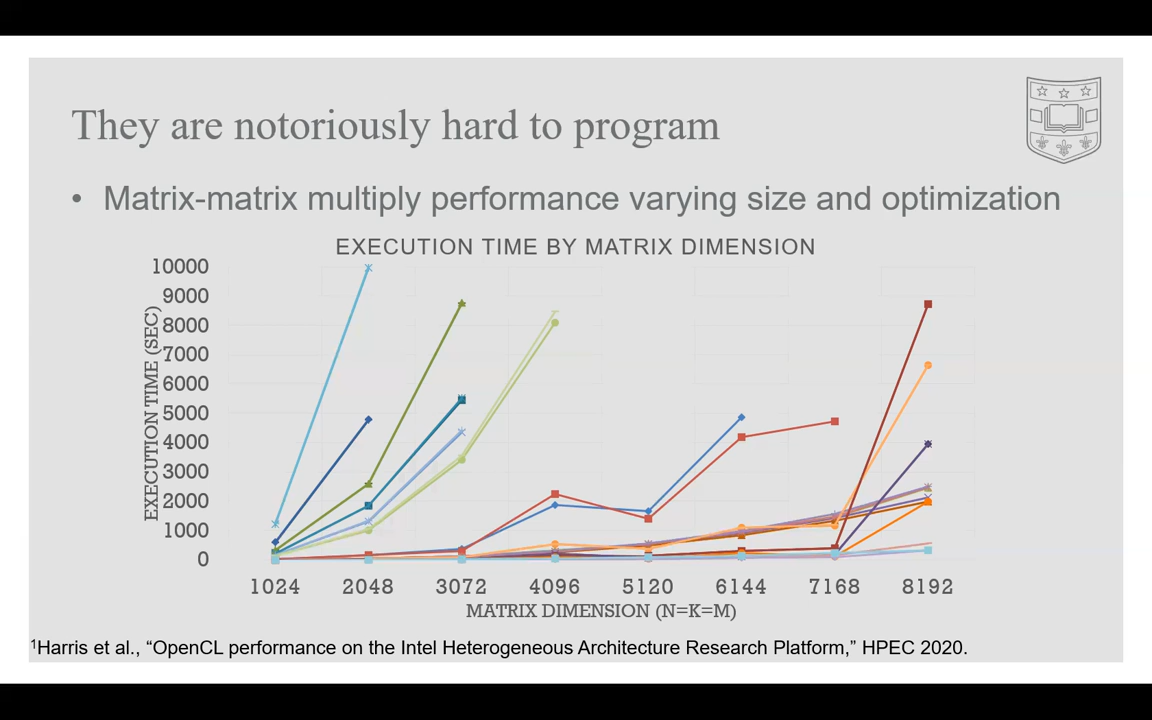 They are notoriously hard to program
• Matrix-matrix multiply performance varying size and optimization
EXECUTION TIME BY MATRIX DIMENSION
EXECUTION TIME (SEC)
10000
9000
8000
7000
6000
5000
4000
3000
2000
1000
0
1024 2048 3072 4096 5120 6144 7168 8192
MATRIX DIMENSION (N=K=M)
¹Harris et al., “OpenCL performance on the Intel Heterogeneous Architecture Research Platform,” HPEC 2020.